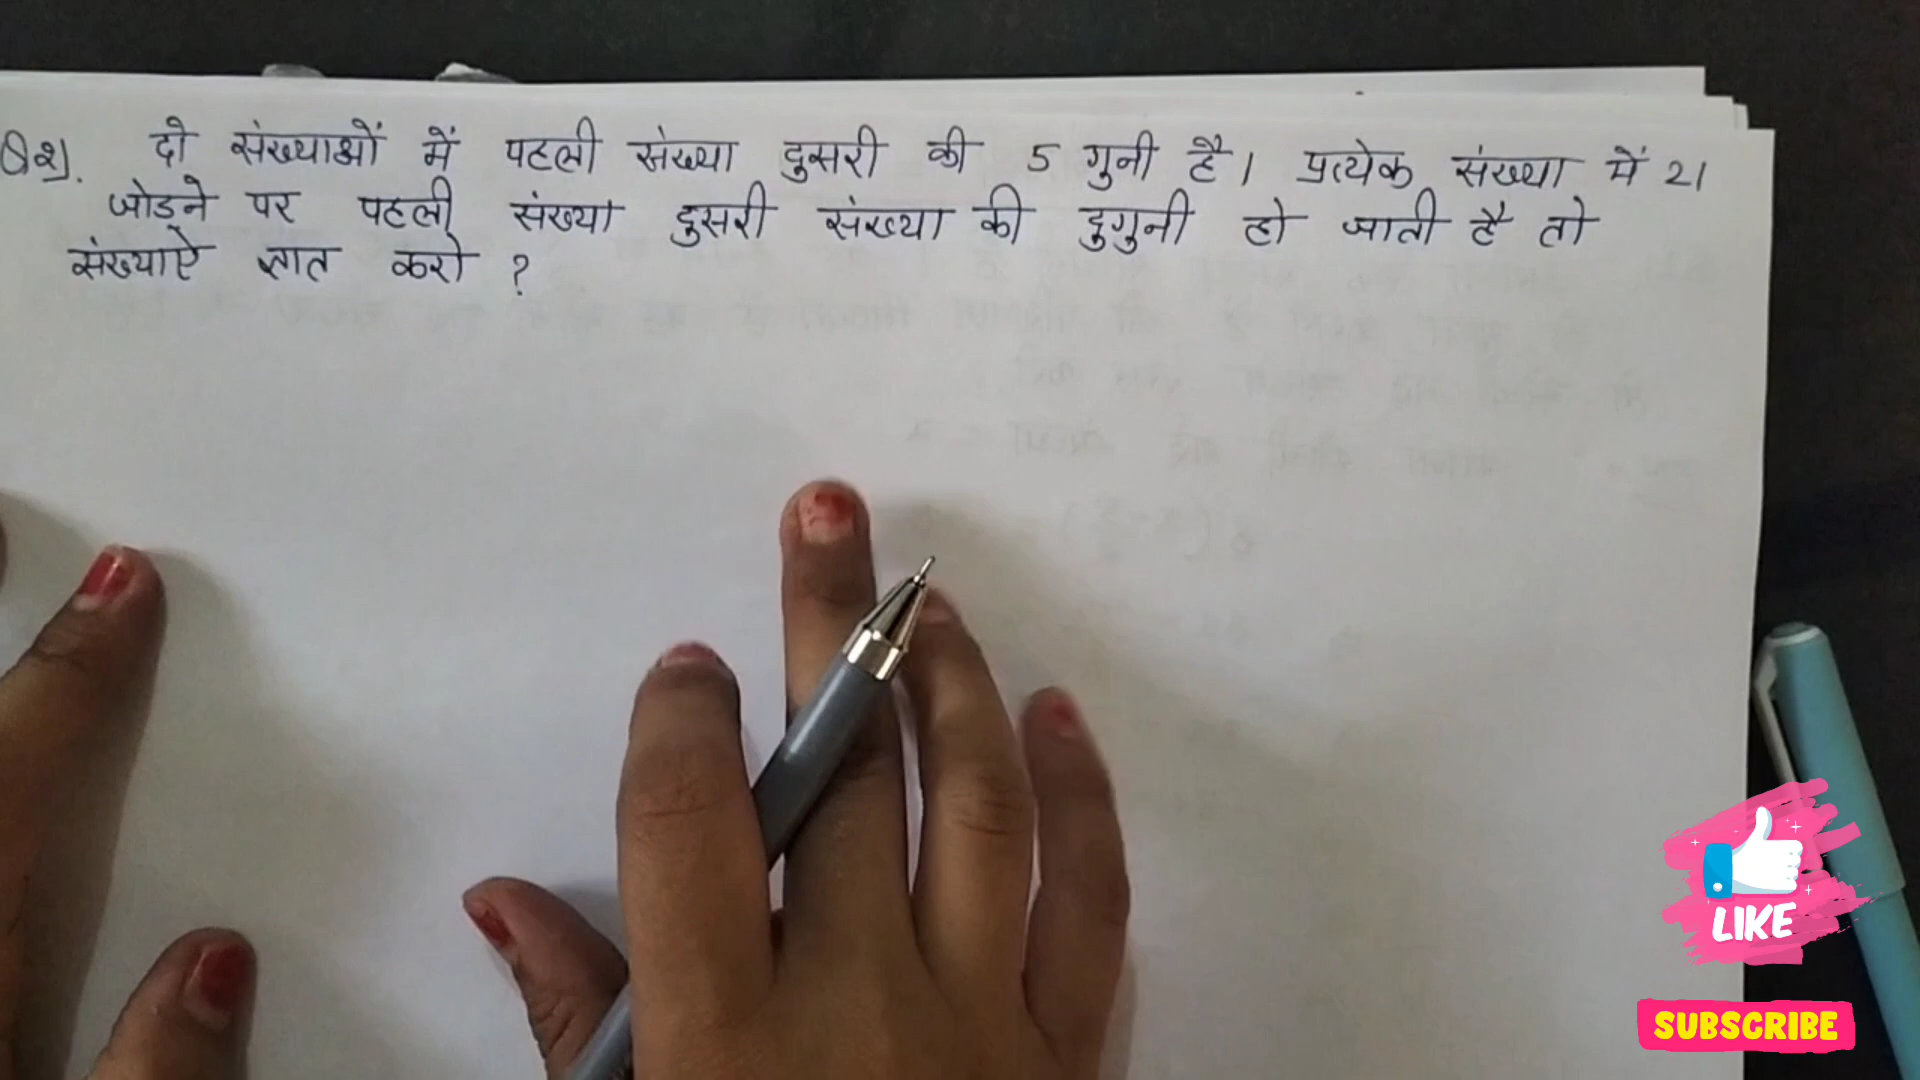 Q2). दो संख्याओं में पहली संख्या दुसरी की 5 गुनी है। प्रत्येक संख्या में 21
जोड़ने पर पहली संख्या दुसरी संख्या की दुगुनी हो जाती है तो
संख्याऐ ज्ञात करो ?
LIKE
SUBSCRIBE